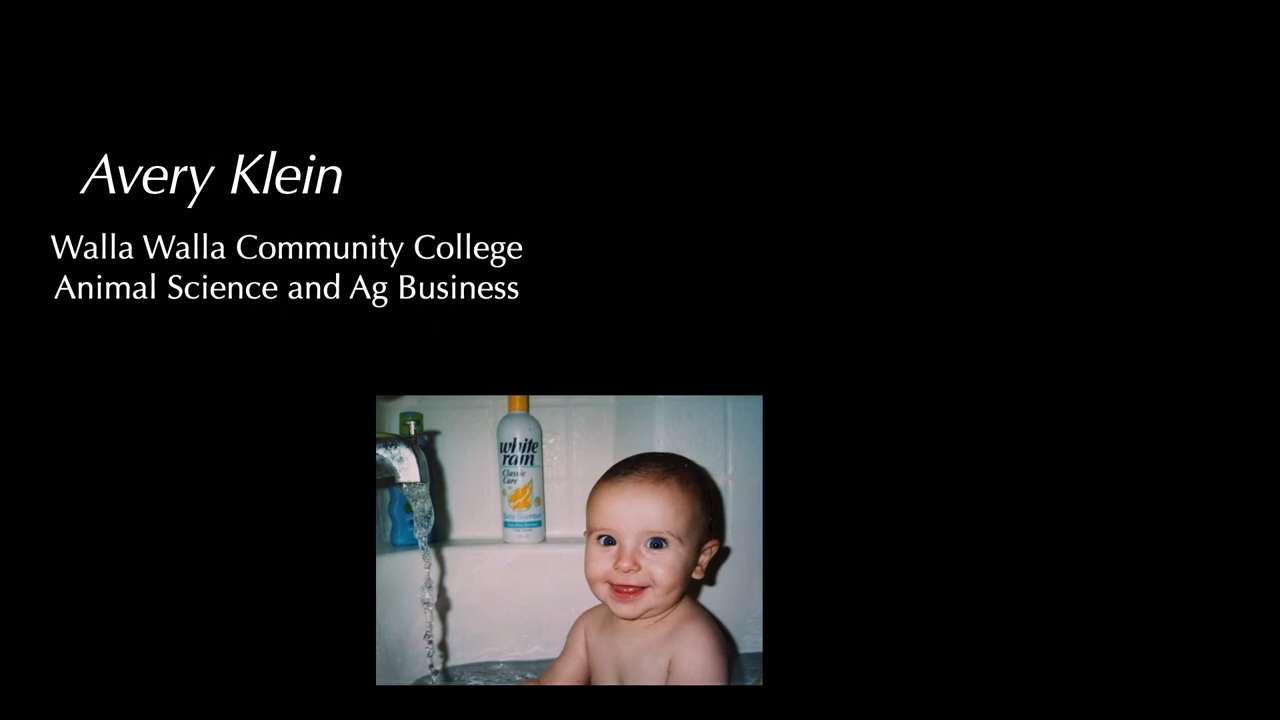 Avery Klein
Walla Walla Community College
Animal Science and Ag Business
white
rain
Classic
Care